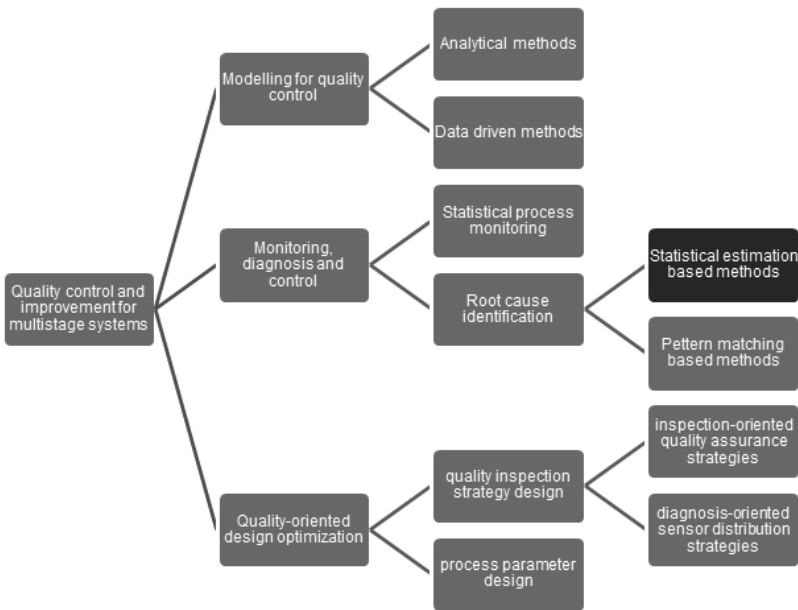 Quality control and
improvement for
multistage systems
Modelling for quality
control
Analytical methods
Data driven methods
Monitoring,
diagnosis and
control
Statistical process
monitoring
Root cause
identification
Statistical estimation
based methods
Pettern matching
based methods
Quality-oriented
design optimization
quality inspection
strategy design
inspection-oriented
quality assurance
strategies
diagnosis-oriented
sensor distribution
strategies
process parameter
design